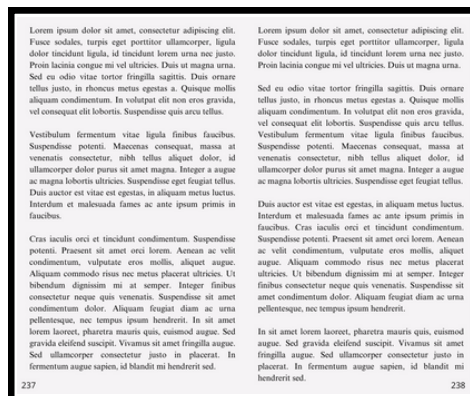 Lorem ipsum dolor sit amet, consectetur adipiscing elit.
Fusce sodales, turpis eget porttitor ullamcorper, ligula
dolor tincidunt ligula, id tincidunt lorem urna nec justo.
Proin lacinia congue mi vel ultricies. Duis ut magna urna.
Sed eu odio vitae tortor fringilla sagittis. Duis ornare
tellus justo, in rhoncus metus egestas a. Quisque mollis
aliquam condimentum. In volutpat elit non eros gravida,
vel consequat elit lobortis. Suspendisse quis arcu tellus.
Vestibulum fermentum vitae ligula finibus faucibus.
Suspendisse potenti. Maecenas consequat, massa at
venenatis consectetur, nibh tellus aliquet dolor, id
ullamcorper dolor purus sit amet magna. Integer a augue
ac magna lobortis ultricies. Suspendisse eget feugiat tellus.
Duis auctor est vitae est egestas, in aliquam metus luctus.
Interdum et malesuada fames ac ante ipsum primis in
faucibus.
Cras iaculis orci et tincidunt condimentum. Suspendisse
potenti. Praesent sit amet orci lorem. Aenean ac velit
condimentum, vulputate eros mollis, aliquet augue.
Aliquam commodo risus nec metus placerat ultricies. Ut
bibendum dignissim mi at semper. Integer finibus
consectetur neque quis venenatis. Suspendisse sit amet
condimentum dolor. Aliquam feugiat diam ac urna
pellentesque, nec tempus ipsum hendrerit. In sit amet
lorem laoreet, pharetra mauris quis, euismod augue. Sed
gravida eleifend suscipit. Vivamus sit amet fringilla augue.
Sed ullamcorper consectetur justo in placerat. In
fermentum augue sapien, id blandit mi hendrerit sed.
237
Lorem ipsum dolor sit amet, consectetur adipiscing elit.
Fusce sodales, turpis eget porttitor ullamcorper, ligula
dolor tincidunt ligula, id tincidunt lorem urna nec justo.
Proin lacinia congue mi vel ultricies. Duis ut magna urna.
Sed eu odio vitae tortor fringilla sagittis. Duis ornare
tellus justo, in rhoncus metus egestas a. Quisque mollis
aliquam condimentum. In volutpat elit non eros gravida,
vel consequat elit lobortis. Suspendisse quis arcu tellus.
Vestibulum fermentum vitae ligula finibus faucibus.
Suspendisse potenti. Maecenas consequat, massa at
venenatis consectetur, nibh tellus aliquet dolor, id
ullamcorper dolor purus sit amet magna. Integer a augue
ac magna lobortis ultricies. Suspendisse eget feugiat tellus.
Duis auctor est vitae est egestas, in aliquam metus luctus.
Interdum et malesuada fames ac ante ipsum primis in
faucibus. Cras iaculis orci et tincidunt condimentum.
Suspendisse potenti. Praesent sit amet orci lorem. Aenean
ac velit condimentum, vulputate eros mollis, aliquet
augue. Aliquam commodo risus nec metus placerat
ultricies. Ut bibendum dignissim mi at semper. Integer
finibus consectetur neque quis venenatis. Suspendisse sit
amet condimentum dolor. Aliquam feugiat diam ac urna
pellentesque, nec tempus ipsum hendrerit.
In sit amet lorem laoreet, pharetra mauris quis, euismod
augue. Sed gravida eleifend suscipit. Vivamus sit amet
fringilla augue. Sed ullamcorper consectetur justo in
placerat. In fermentum augue sapien, id blandit mi
hendrerit sed.
238